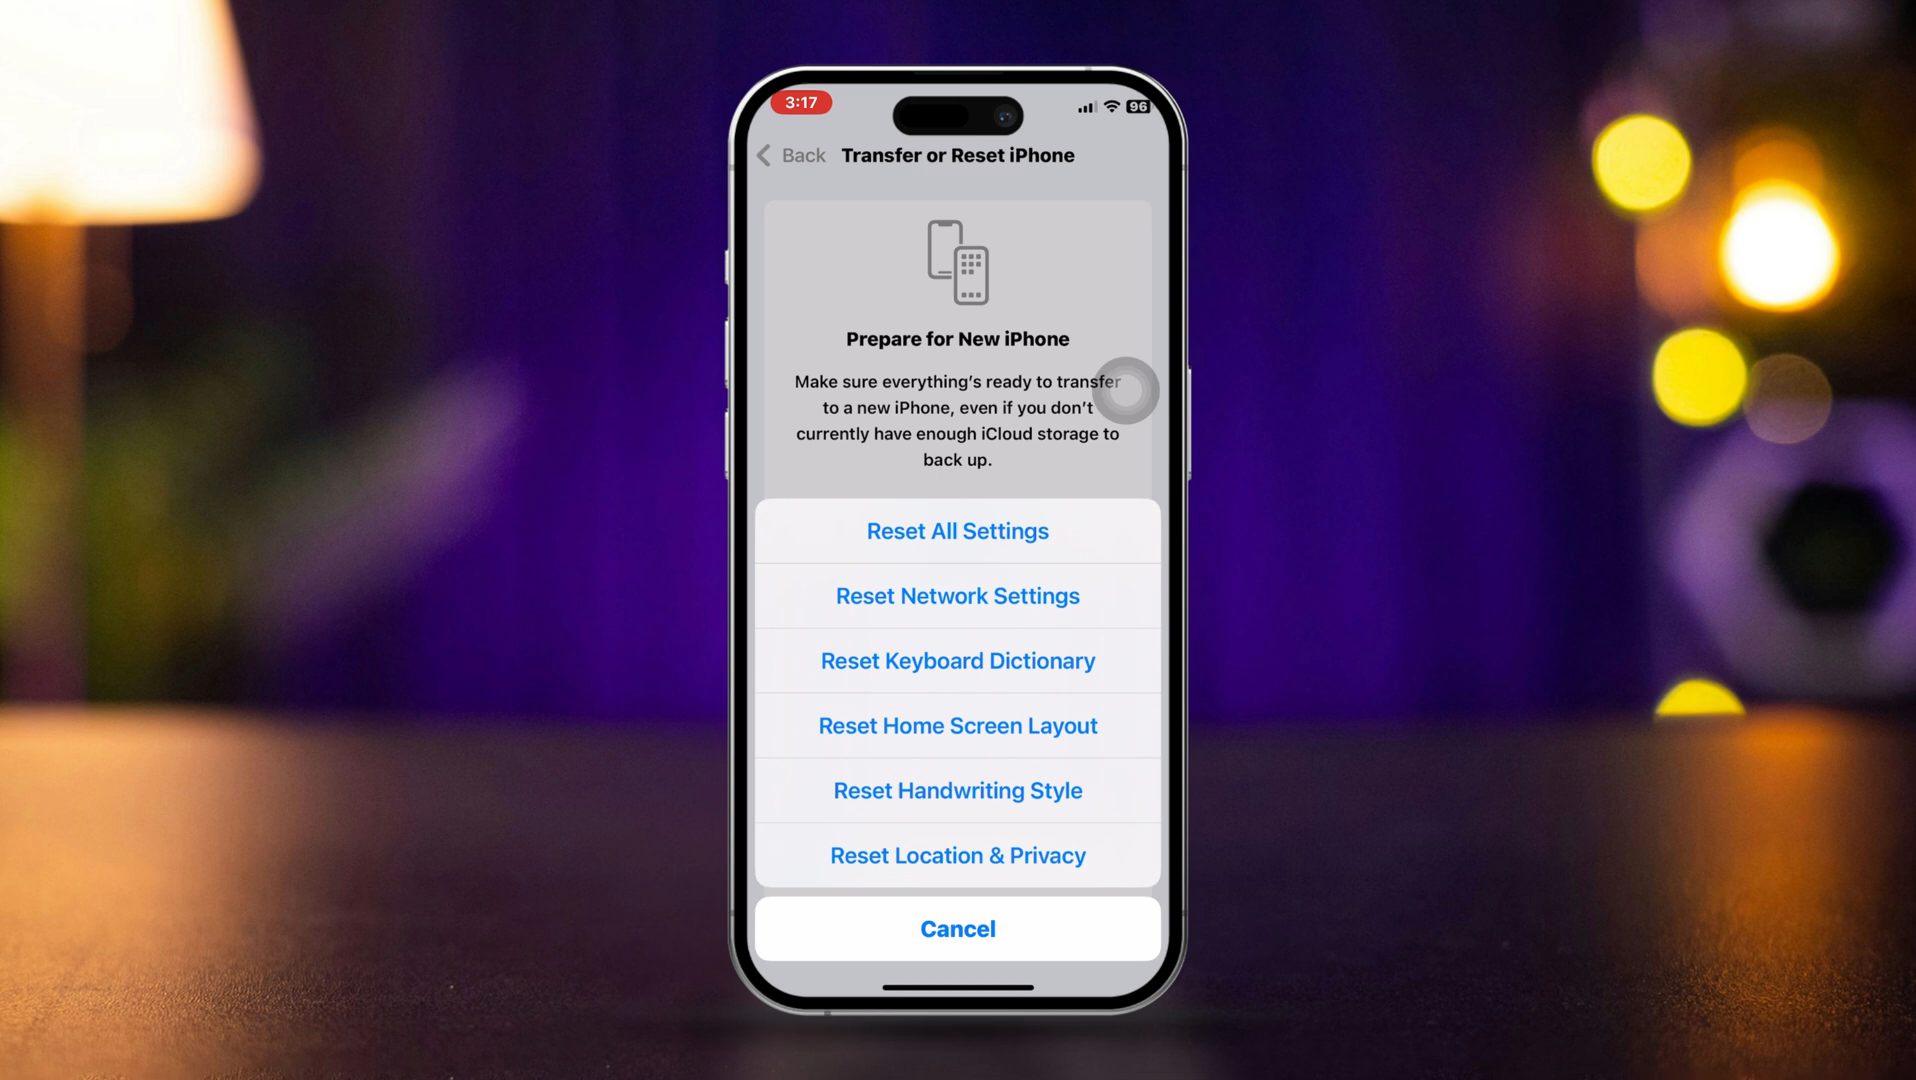 3:17
96
Back
Transfer or Reset iPhone
Prepare for New iPhone
Make sure everything’s ready to transfer
to a new iPhone, even if you don’t
currently have enough iCloud storage to
back up.
Reset All Settings
Reset Network Settings
Reset Keyboard Dictionary
Reset Home Screen Layout
Reset Handwriting Style
Reset Location & Privacy
Cancel